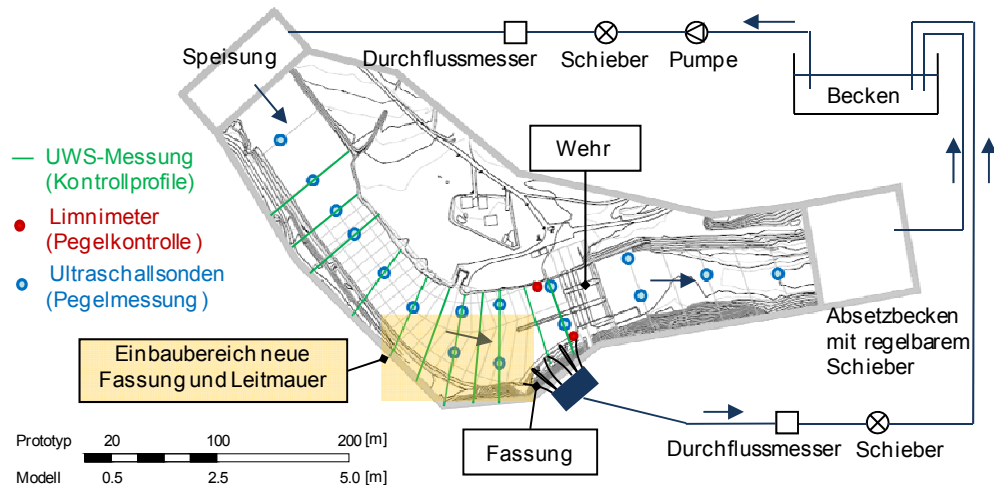 Speisung
Durchflussmesser
Schieber
Pumpe
Becken
UWS-Messung
(Kontrollprofile)
Limnimeter
(Pegelkontrolle )
Ultraschallsonden
(Pegelmessung )
Wehr
Einbaubereich neue
Fassung und Leitmauer
Absetzbecken
mit regelbarem
Schieber
Fassung
Durchflussmesser
Schieber
Prototyp 20 100 200 [m]
Modell 0.5 2.5 5.0 [m]